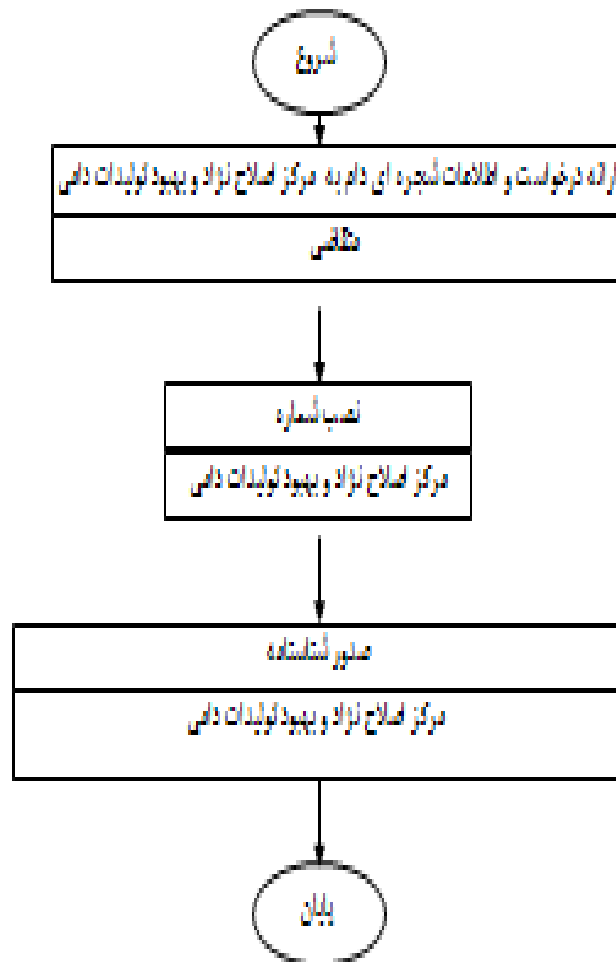 شروع
ارائه درخواست و اطلاعات شجره ای دام به مرکز اصلاح نژاد و بهبود تولیدات دامی
متقاضی
نصب شماره
مرکز اصلاح نژاد و بهبود تولیدات دامی
صدور شناسنامه
مرکز اصلاح نژاد و بهبود تولیدات دامی
پایان